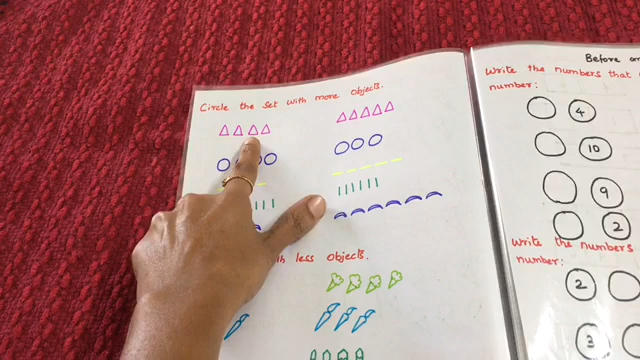 Circle the set with more objects.
less objects.
Before
Write the numbers that
number:
4
10
9
2
Write the numbers
number:
2
3